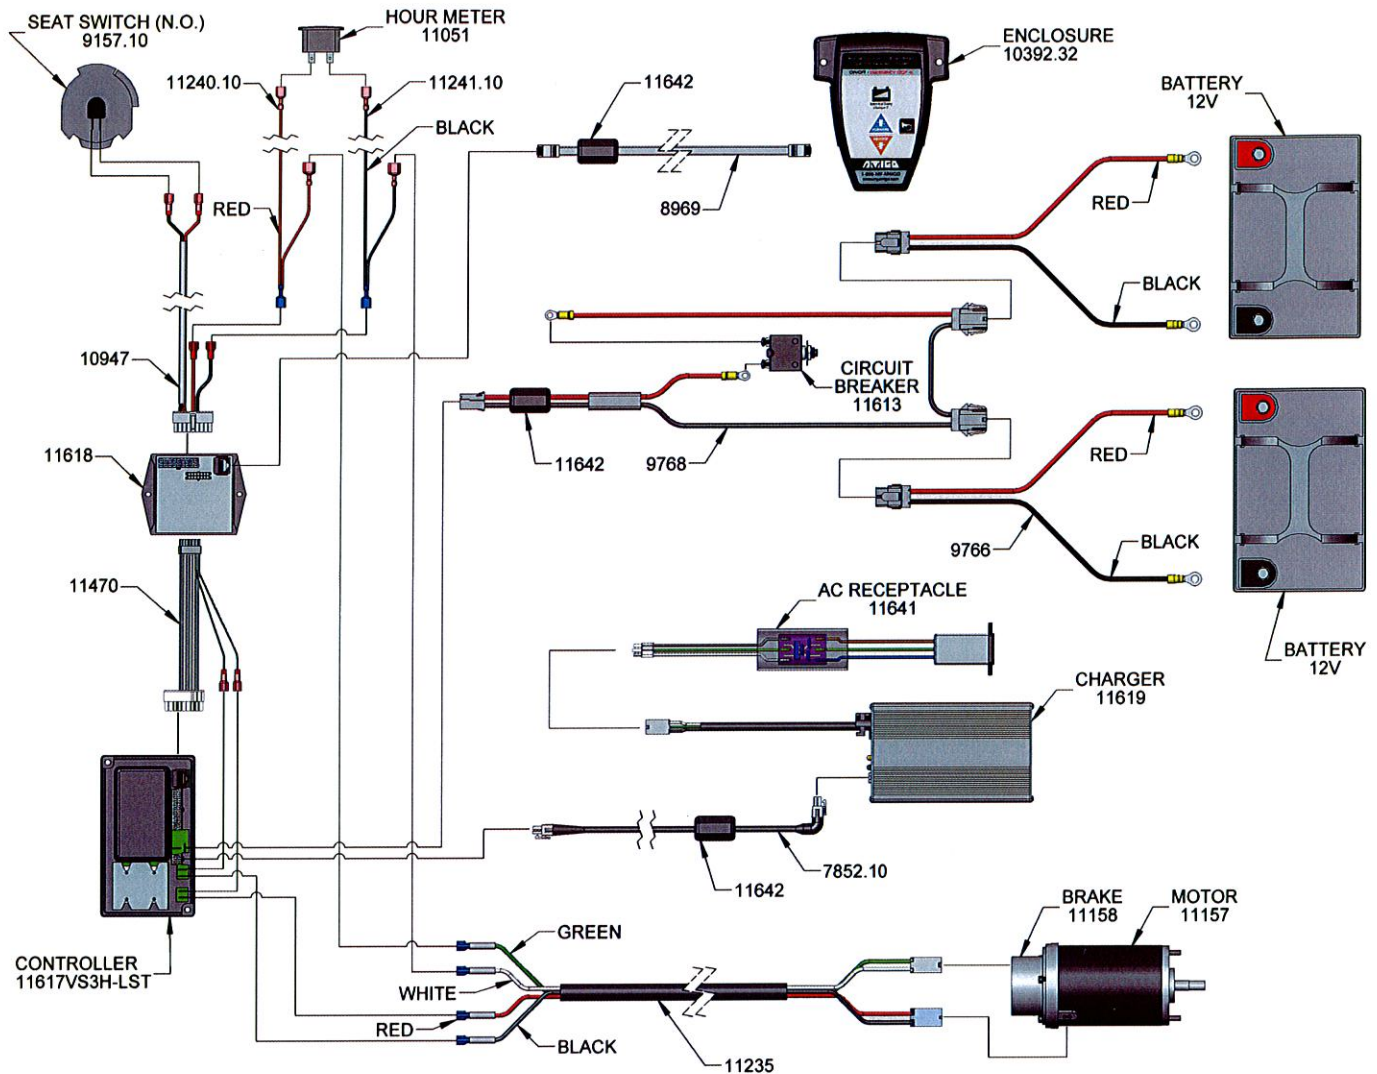 SEAT SWITCH (N.O.)
9157.10
HOUR METER
11051
11240.10
11241.10
BLACK
11642
ENCLOSURE
10392.32
BATTERY
12V
RED
8969
RED
BLACK
10947
CIRCUIT
BREAKER
11613
11618
11642
9768
RED
9766
BLACK
11470
AC RECEPTACLE
11641
BATTERY
12V
CHARGER
11619
11642
7852.10
BRAKE
11158
MOTOR
11157
GREEN
CONTROLLER
11617VS3H-LST
WHITE
RED
BLACK
11235